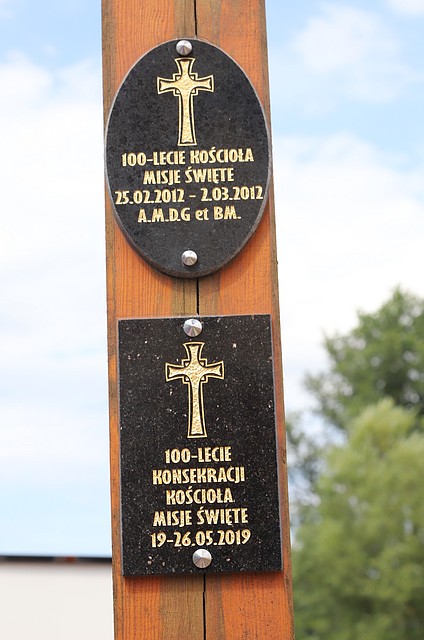 100-LECIE KOŚCIOŁA
MISJE ŚWIĘTE
25.02.2012 - 2.03.2012
A.M.D.G et BM.
100-LECIE
KONSEKRACJI
KOŚCIOŁA
MISJE ŚWIĘTE
19-26.05.2019